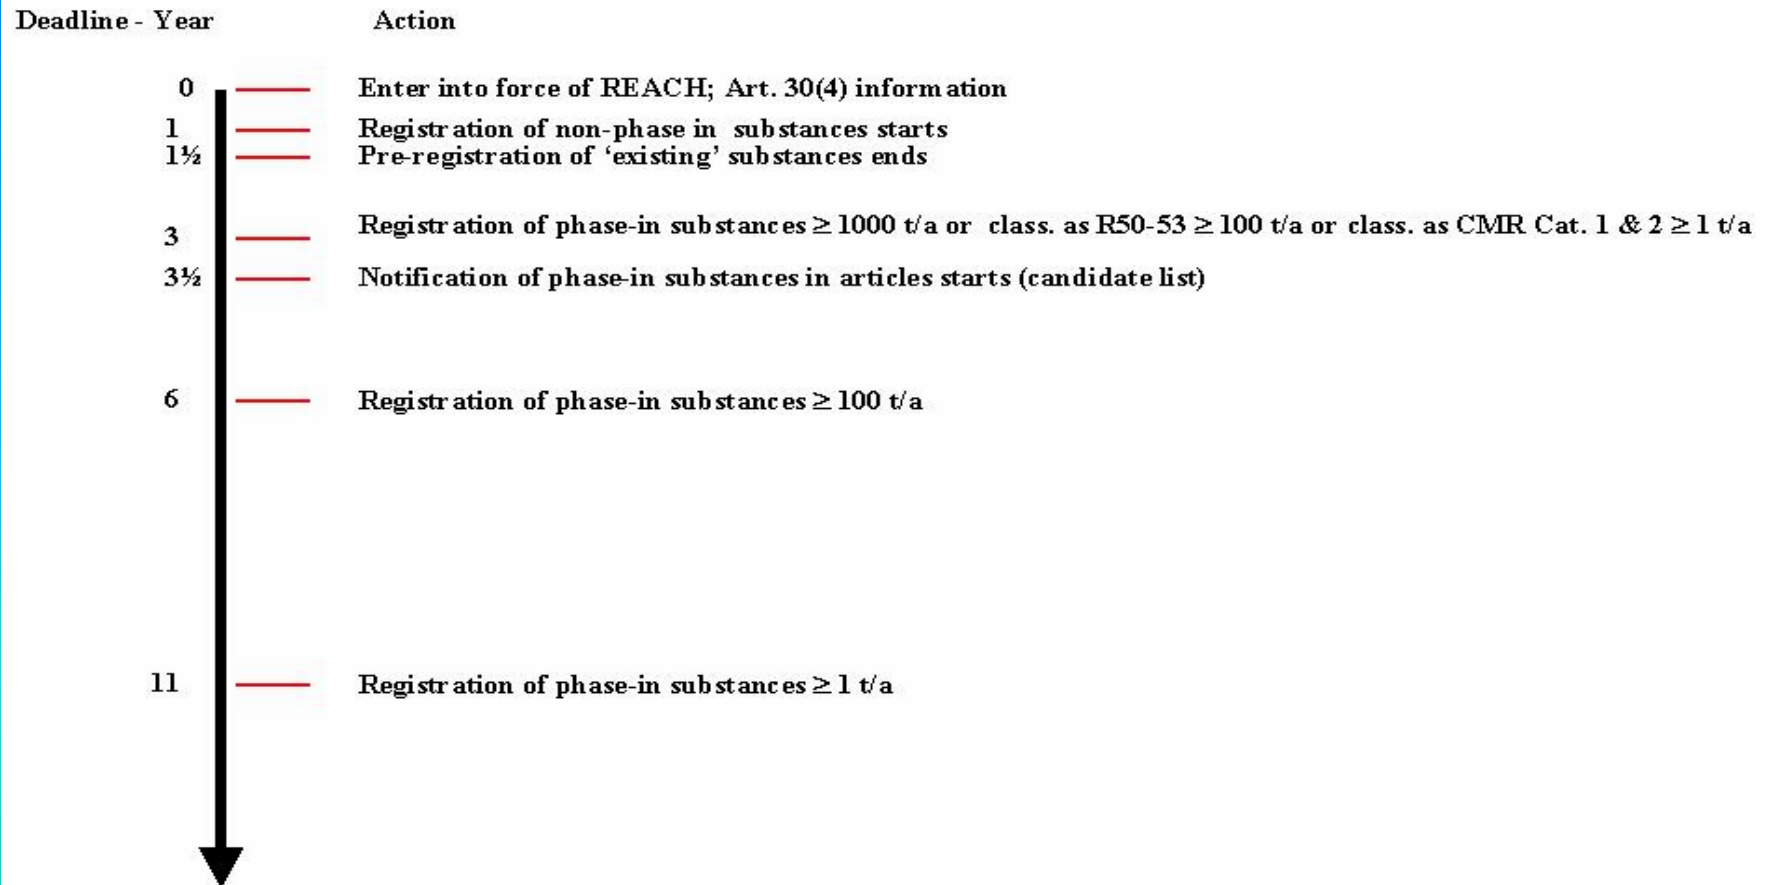 Deadline - Year Action
0 Enter into force of REACH; Art. 30(4) information
1 Registration of non-phase in substances starts
1½ Pre-registration of ‘existing’ substances ends
3 Registration of phase-in substances ≥ 1000 t/a or class. as R50-53 ≥ 100 t/a or class. as CMR Cat. 1 & 2 ≥ 1 t/a
3½ Notification of phase-in substances in articles starts (candidate list)
6 Registration of phase-in substances ≥ 100 t/a
11 Registration of phase-in substances ≥ 1 t/a